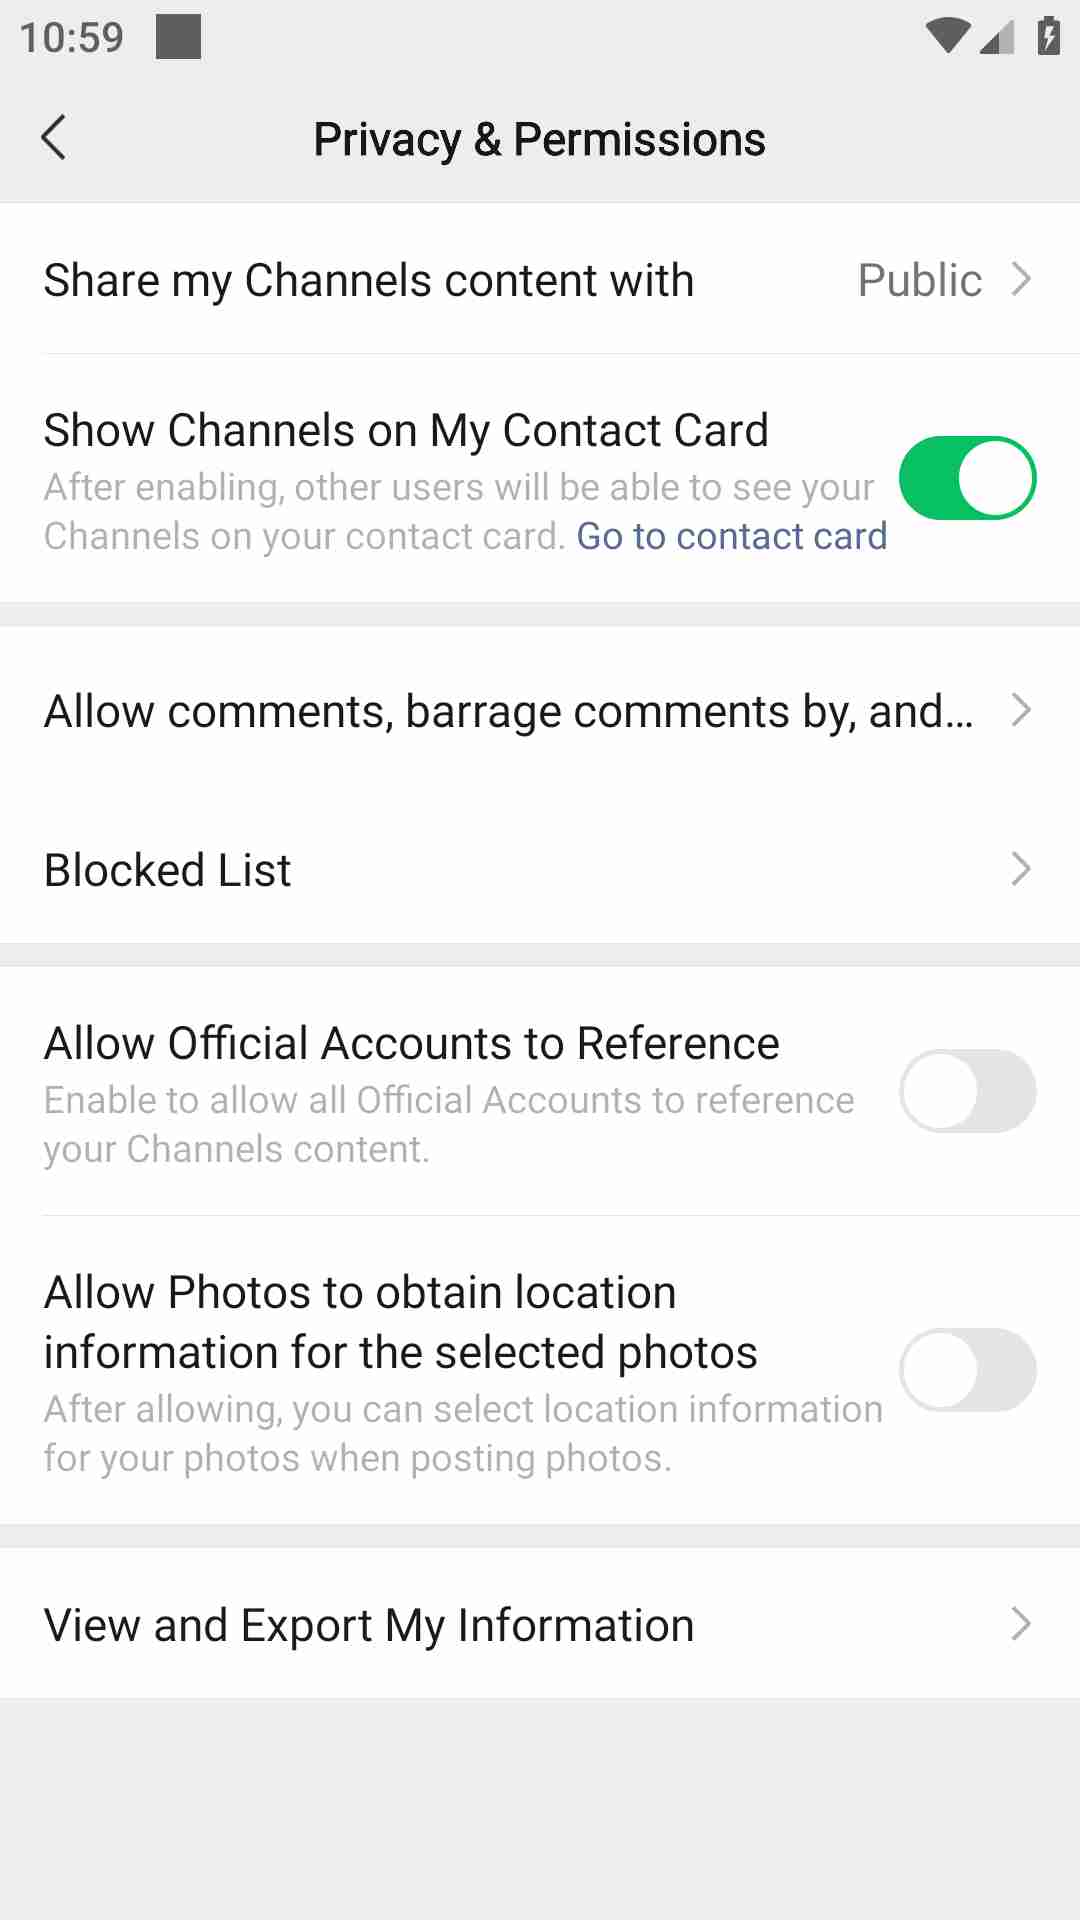 10:59
Privacy & Permissions
Share my Channels content with
Public
Show Channels on My Contact Card
After enabling, other users will be able to see your
Channels on your contact card. Go to contact card
Allow comments, barrage comments by, and...
Blocked List
Allow Official Accounts to Reference
Enable to allow all Official Accounts to reference
your Channels content.
Allow Photos to obtain location
information for the selected photos
After allowing, you can select location information
for your photos when posting photos.
View and Export My Information